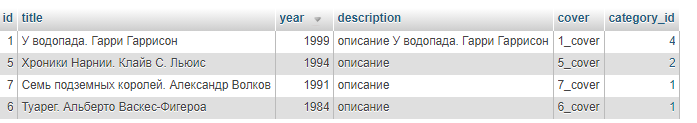 id title year description cover category_id
1 У водопада. Гарри Гаррисон 1999 описание У водопада. Гарри Гаррисон 1_cover 4
5 Хроники Нарнии. Клайв С. Льюис 1994 описание 5_cover 2
7 Семь подземных королей. Александр Волков 1991 описание 7_cover 1
6 Туарег. Альберто Васкес-Фигероа 1984 описание 6_cover 1